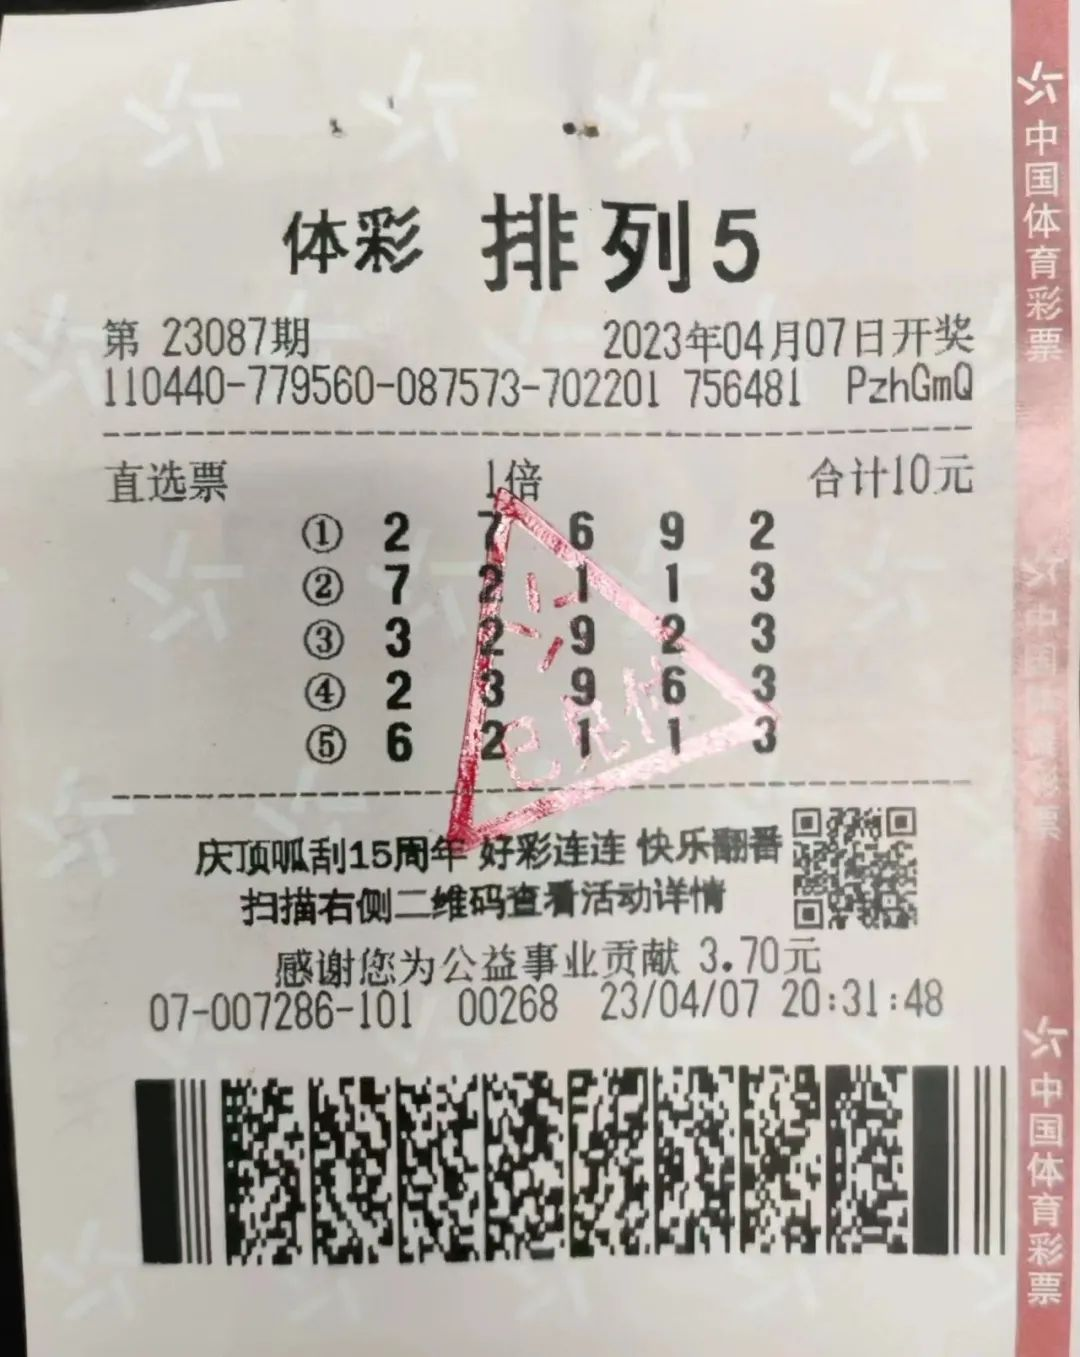 体彩 排列5
第 23087期 2023年04月07日开奖
110440-779560-087573-702201 756481 PzhGmQ
直选票 1倍 合计10元
① 2 7 6 9 2
② 7 2 1 1 3
③ 3 2 9 2 3
④ 2 3 9 6 3
⑤ 6 2 1 1 3
已兑付
庆顶呱刮15周年 好彩连连 快乐翻番
扫描右侧二维码查看活动详情
感谢您为公益事业贡献 3.70元
07-007286-101 00268 23/04/07 20:31:48
中国体育彩票
中国体育彩票
中国体育彩票